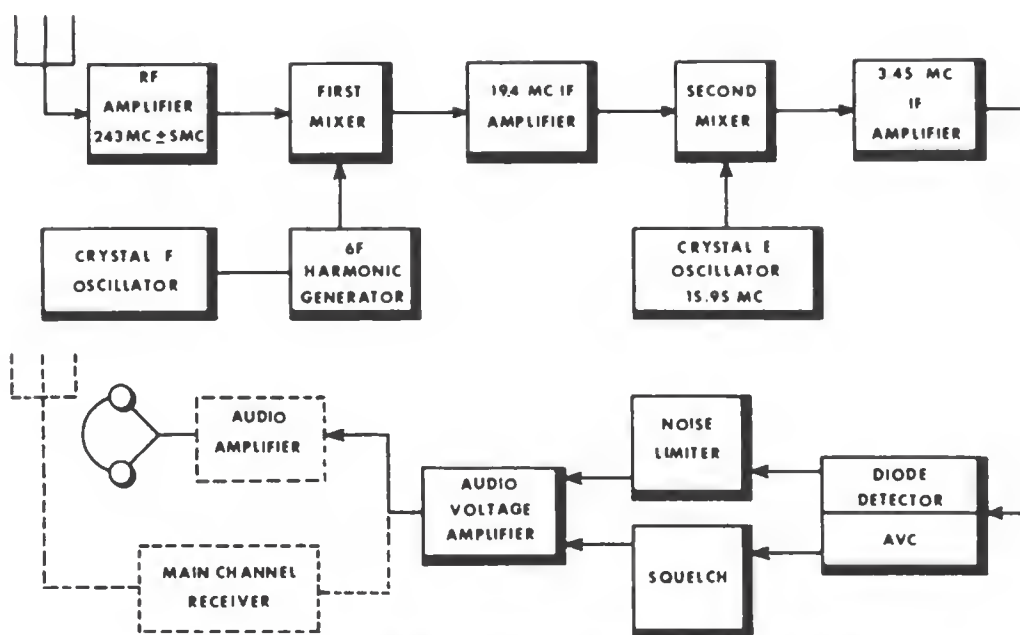 RF
AMPLIFIER
243MC ± 5MC
FIRST
MIXER
19.4 MC IF
AMPLIFIER
SECOND
MIXER
3.45 MC
IF
AMPLIFIER
CRYSTAL F
OSCILLATOR
6F
HARMONIC
GENERATOR
CRYSTAL E
OSCILLATOR
15.95 MC
AUDIO
AMPLIFIER
MAIN CHANNEL
RECEIVER
AUDIO
VOLTAGE
AMPLIFIER
NOISE
LIMITER
SQUELCH
DIODE
DETECTOR
AVC